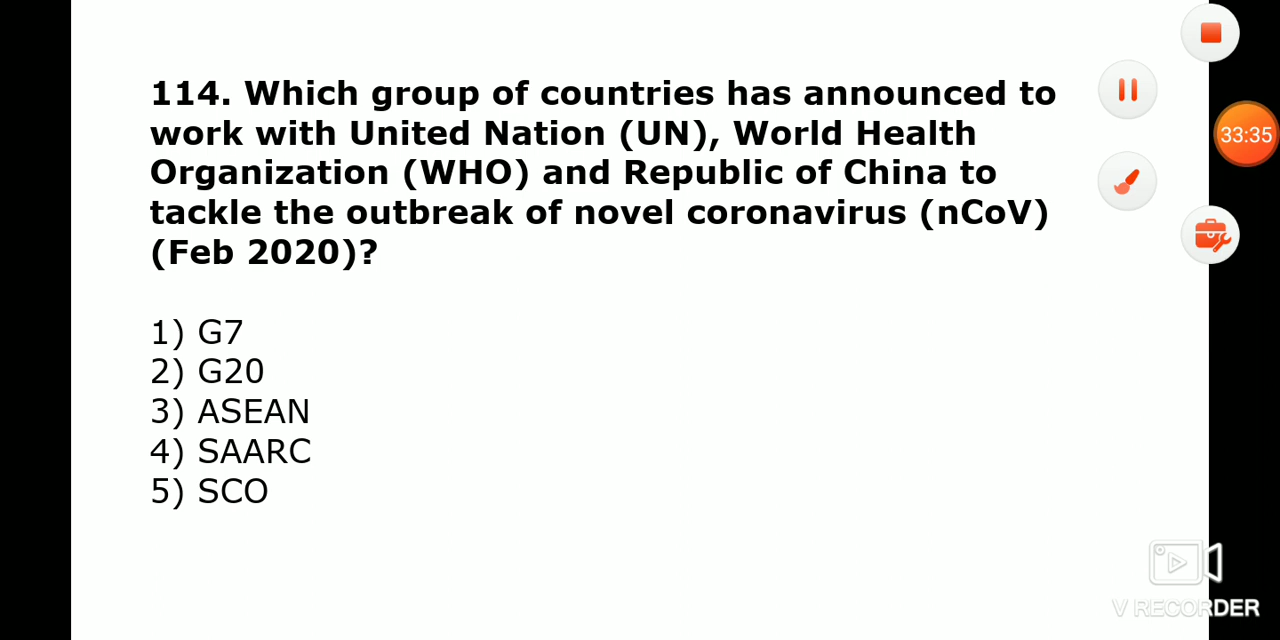 114. Which group of countries has announced to
work with United Nation (UN), World Health
Organization (WHO) and Republic of China to
tackle the outbreak of novel coronavirus (nCoV)
(Feb 2020)?
1) G7
2) G20
3) ASEAN
4) SAARC
5) SCO
33:35
V RECORDER